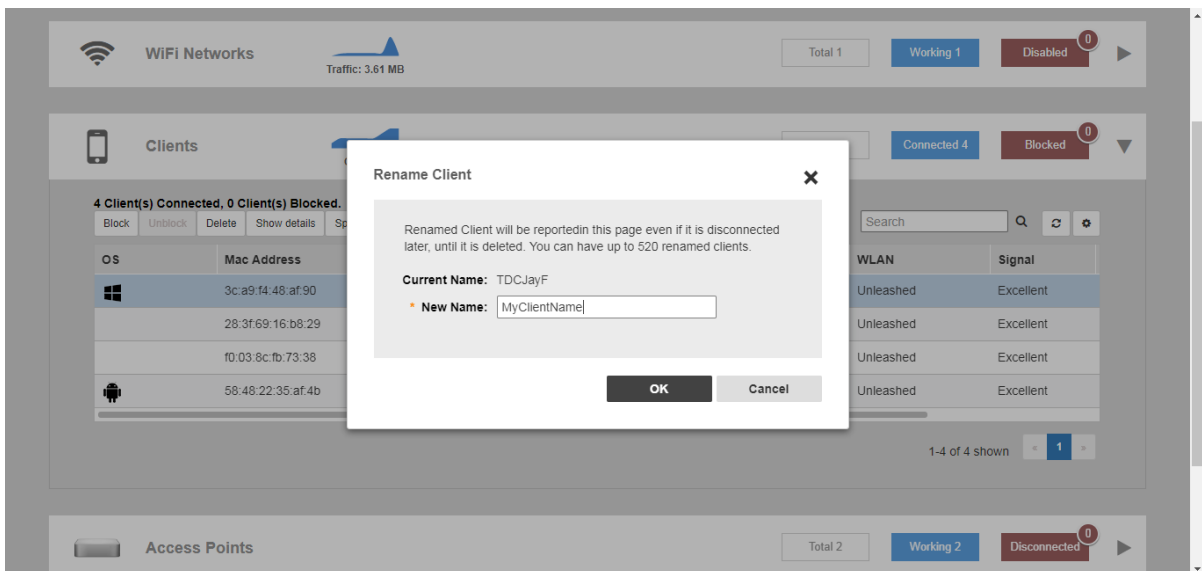 WiFi Networks
Traffic: 3.61 MB
Total 1
Working 1
Disabled
0
Clients
Connected 4
Blocked
0
4 Client(s) Connected, 0 Client(s) Blocked.
Block Unblock Delete Show details Sp
Search
OS Mac Address WLAN Signal
3c:a9:f4:48:af:90 Unleashed Excellent
28:3f:69:16:b8:29 Unleashed Excellent
f0:03:8c:fb:73:38 Unleashed Excellent
58:48:22:35:af:4b Unleashed Excellent
1-4 of 4 shown « 1 »
Rename Client
Renamed Client will be reportedin this page even if it is disconnected
later, until it is deleted. You can have up to 520 renamed clients.
Current Name: TDCJayF
* New Name: MyClientName
OK Cancel
Access Points
Total 2
Working 2
Disconnected
0